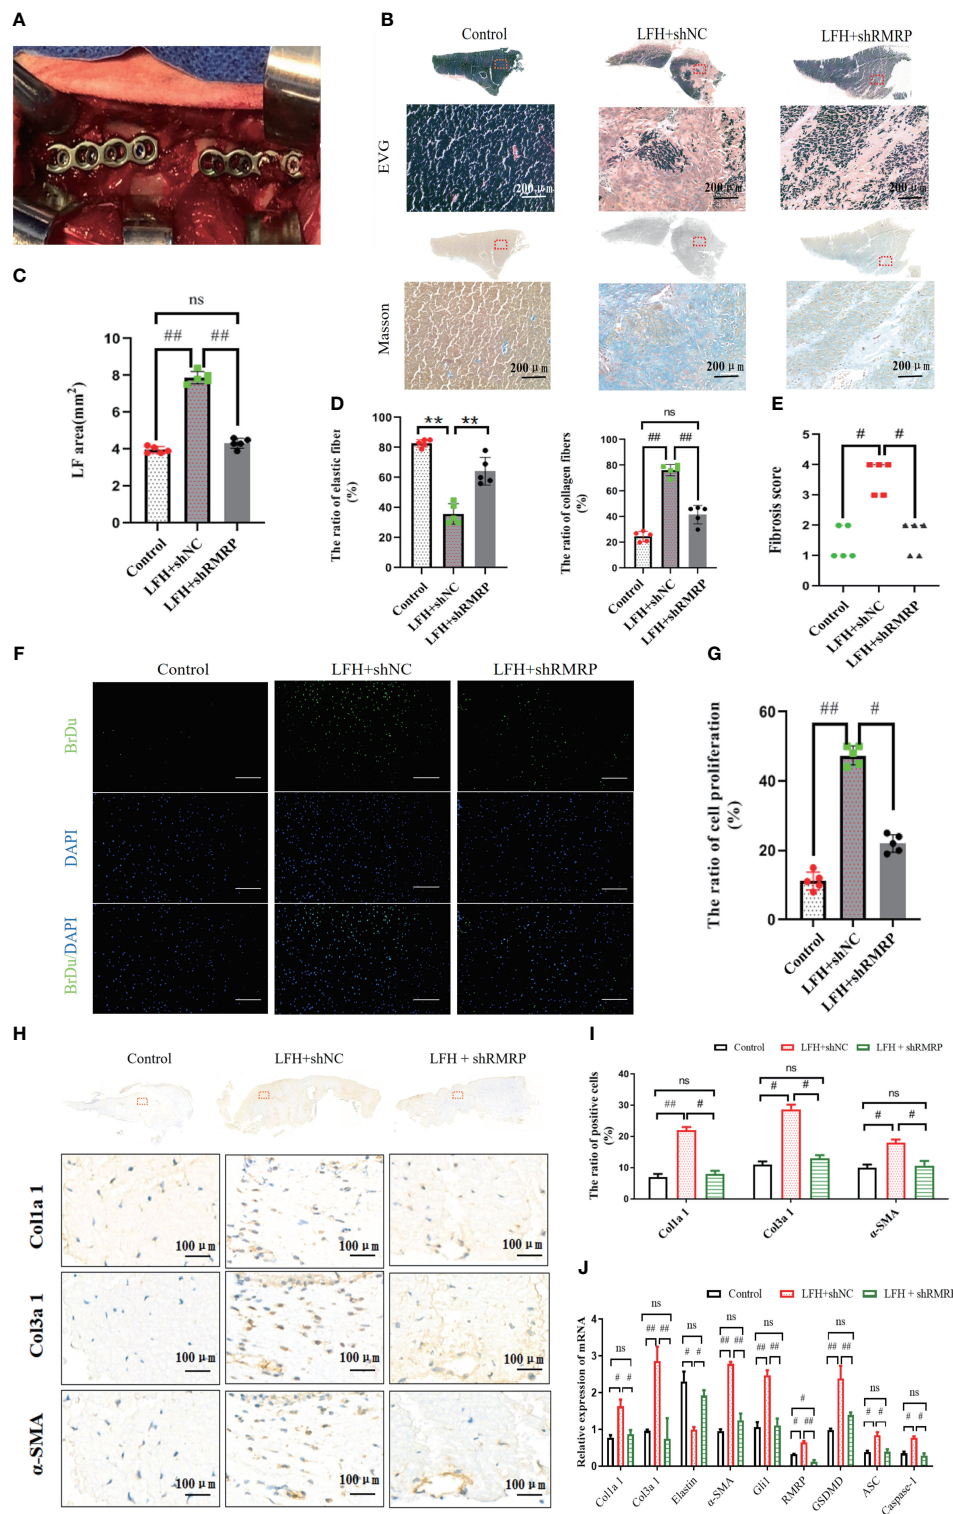 A
B
Control
LFH+shNC
LFH+shRMRP
EVG
200 μm
200 μm
200 μm
Masson
200 μm
200 μm
200 μm
C
ns
##
##
LF area(mm²)
10
8
6
4
2
0
Control
LFH+shNC
LFH+shRMRP
D
**
**
The ratio of elastic fiber
(%)
100
80
60
40
20
0
Control
LFH+shNC
LFH+shRMRP
ns
##
##
The ratio of collagen fibers
(%)
100
80
60
40
20
0
Control
LFH+shNC
LFH+shRMRP
E
#
#
Fibrosis score
5
4
3
2
1
0
Control
LFH+shNC
LFH+shRMRP
F
Control
LFH+shNC
LFH+shRMRP
BrDu
DAPI
BrDu/DAPI
G
##
#
The ratio of cell proliferation
(%)
60
40
20
0
Control
LFH+shNC
LFH+shRMRP
H
Control
LFH+shNC
LFH + shRMRP
Col1a 1
100 μm
100 μm
100 μm
Col3a 1
100 μm
100 μm
100 μm
α-SMA
100 μm
100 μm
100 μm
I
Control
LFH+shNC
LFH + shRMRP
The ratio of positive cells
(%)
40
30
20
10
0
ns
##
#
ns
#
#
ns
#
#
Col1a 1
Col3a 1
α-SMA
J
Control
LFH+shNC
LFH + shRMRP
Relative expression of mRNA
4
3
2
1
0
ns
# #
ns
## ##
ns
# #
ns
## ##
ns
## ##
#
# ##
ns
## ##
ns
# #
ns
# #
Col1a 1
Col3a 1
Elastin
α-SMA
Gli1
RMRP
GSDMD
ASC
Caspase-1